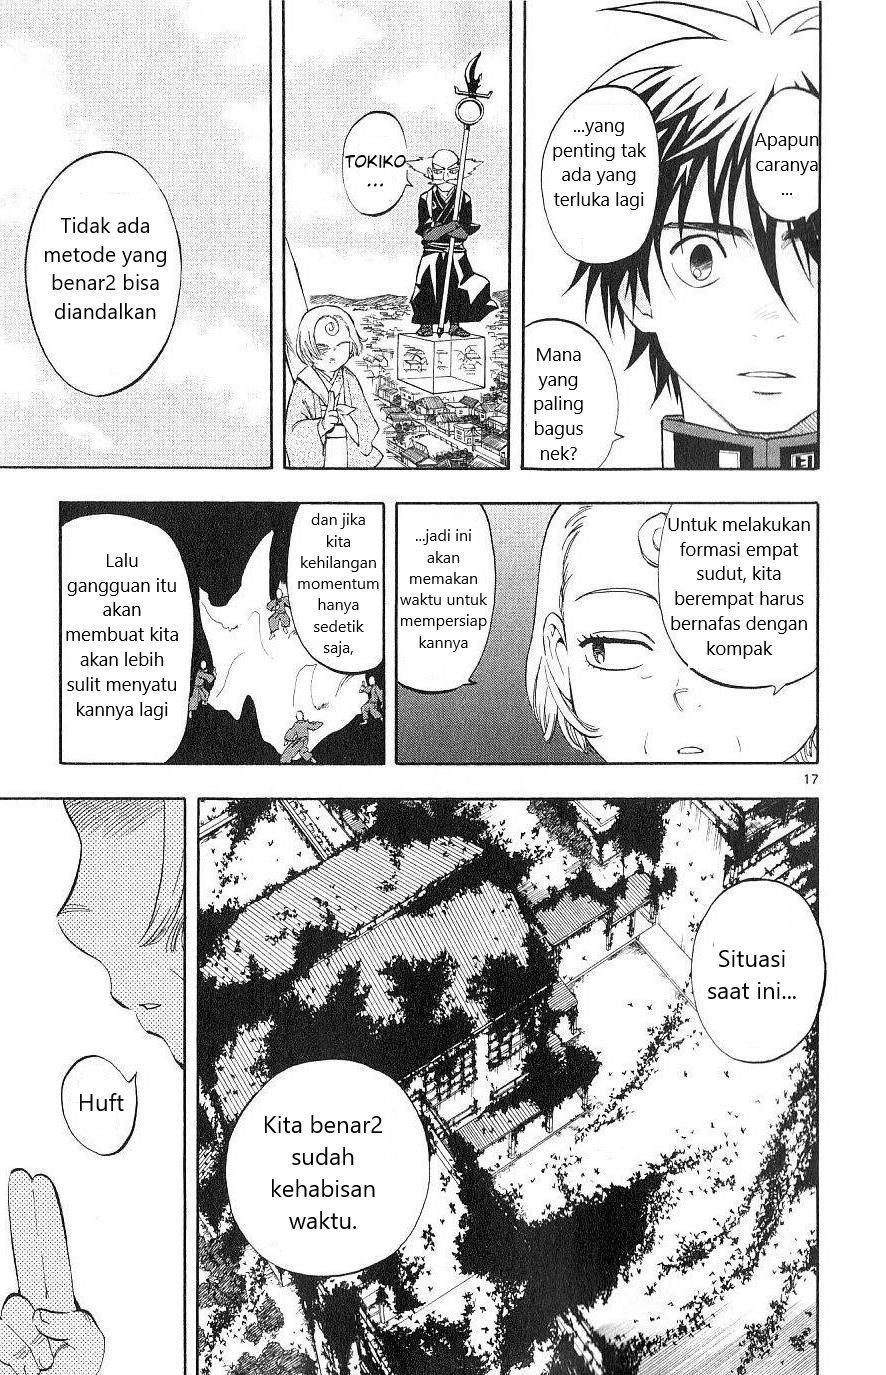 Apapun
caranya
...
...yang
penting tak
ada yang
terluka lagi
Mana
yang
paling
bagus
nek?
TOKIKO
...
Tidak ada
metode yang
benar2 bisa
diandalkan
Untuk melakukan
formasi empat
sudut, kita
berempat harus
bernafas dengan
kompak
...jadi ini
akan
memakan
waktu untuk
mempersiap
kannya
dan jika
kita
kehilangan
momentum
hanya
sedetik
saja,
Lalu
gangguan itu
akan
membuat kita
akan lebih
sulit menyatu
kannya lagi
17
Situasi
saat ini...
Kita benar2
sudah
kehabisan
waktu.
Huft